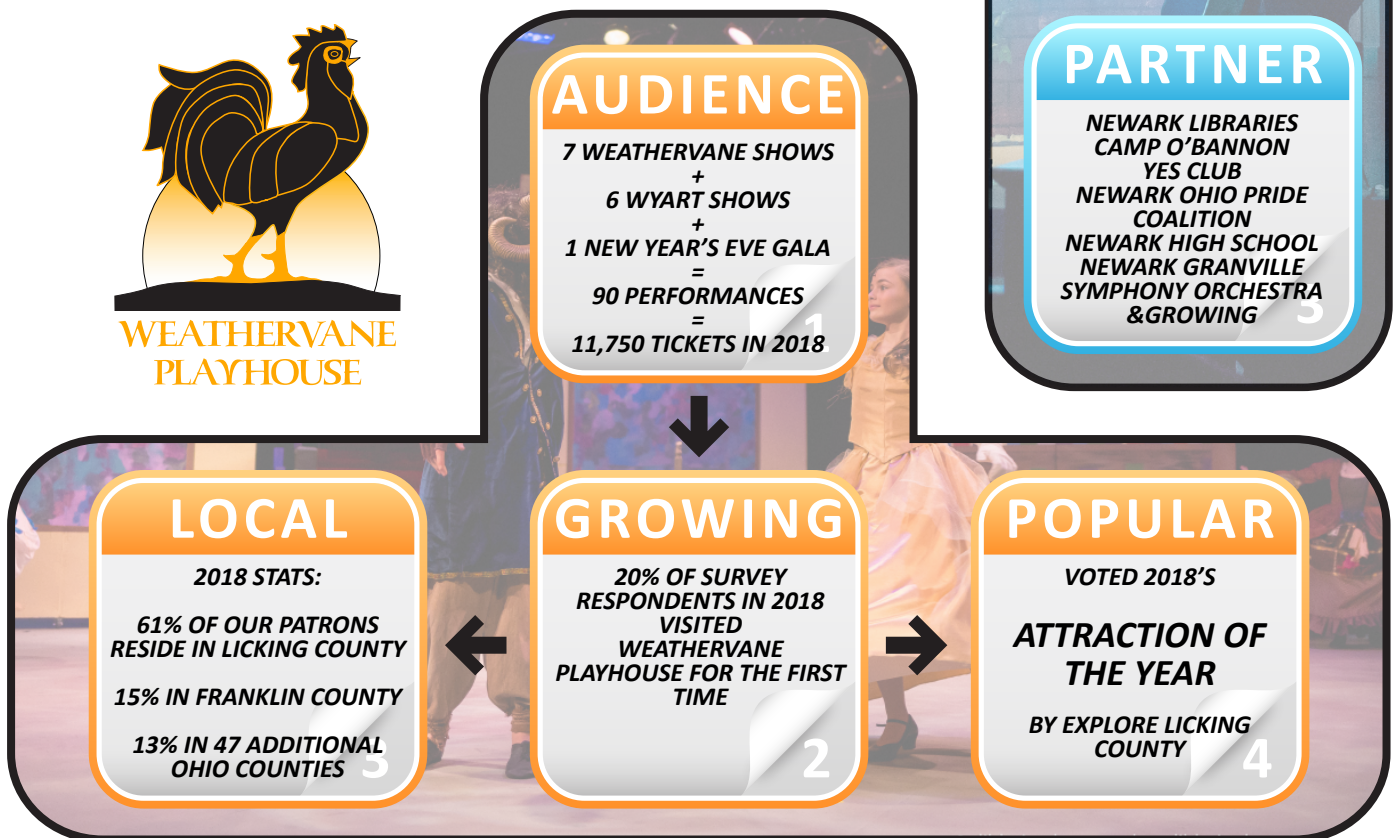 WEATHERVANE
PLAYHOUSE
AUDIENCE
7 WEATHERVANE SHOWS
+
6 WYART SHOWS
+
1 NEW YEAR'S EVE GALA
=
90 PERFORMANCES
=
11,750 TICKETS IN 2018
1
PARTNER
NEWARK LIBRARIES
CAMP O'BANNON
YES CLUB
NEWARK OHIO PRIDE
COALITION
NEWARK HIGH SCHOOL
NEWARK GRANVILLE
SYMPHONY ORCHESTRA
&GROWING
5
LOCAL
2018 STATS:
61% OF OUR PATRONS
RESIDE IN LICKING COUNTY
15% IN FRANKLIN COUNTY
13% IN 47 ADDITIONAL
OHIO COUNTIES
3
GROWING
20% OF SURVEY
RESPONDENTS IN 2018
VISITED
WEATHERVANE
PLAYHOUSE FOR THE FIRST
TIME
2
POPULAR
VOTED 2018'S
ATTRACTION OF
THE YEAR
BY EXPLORE LICKING
COUNTY
4